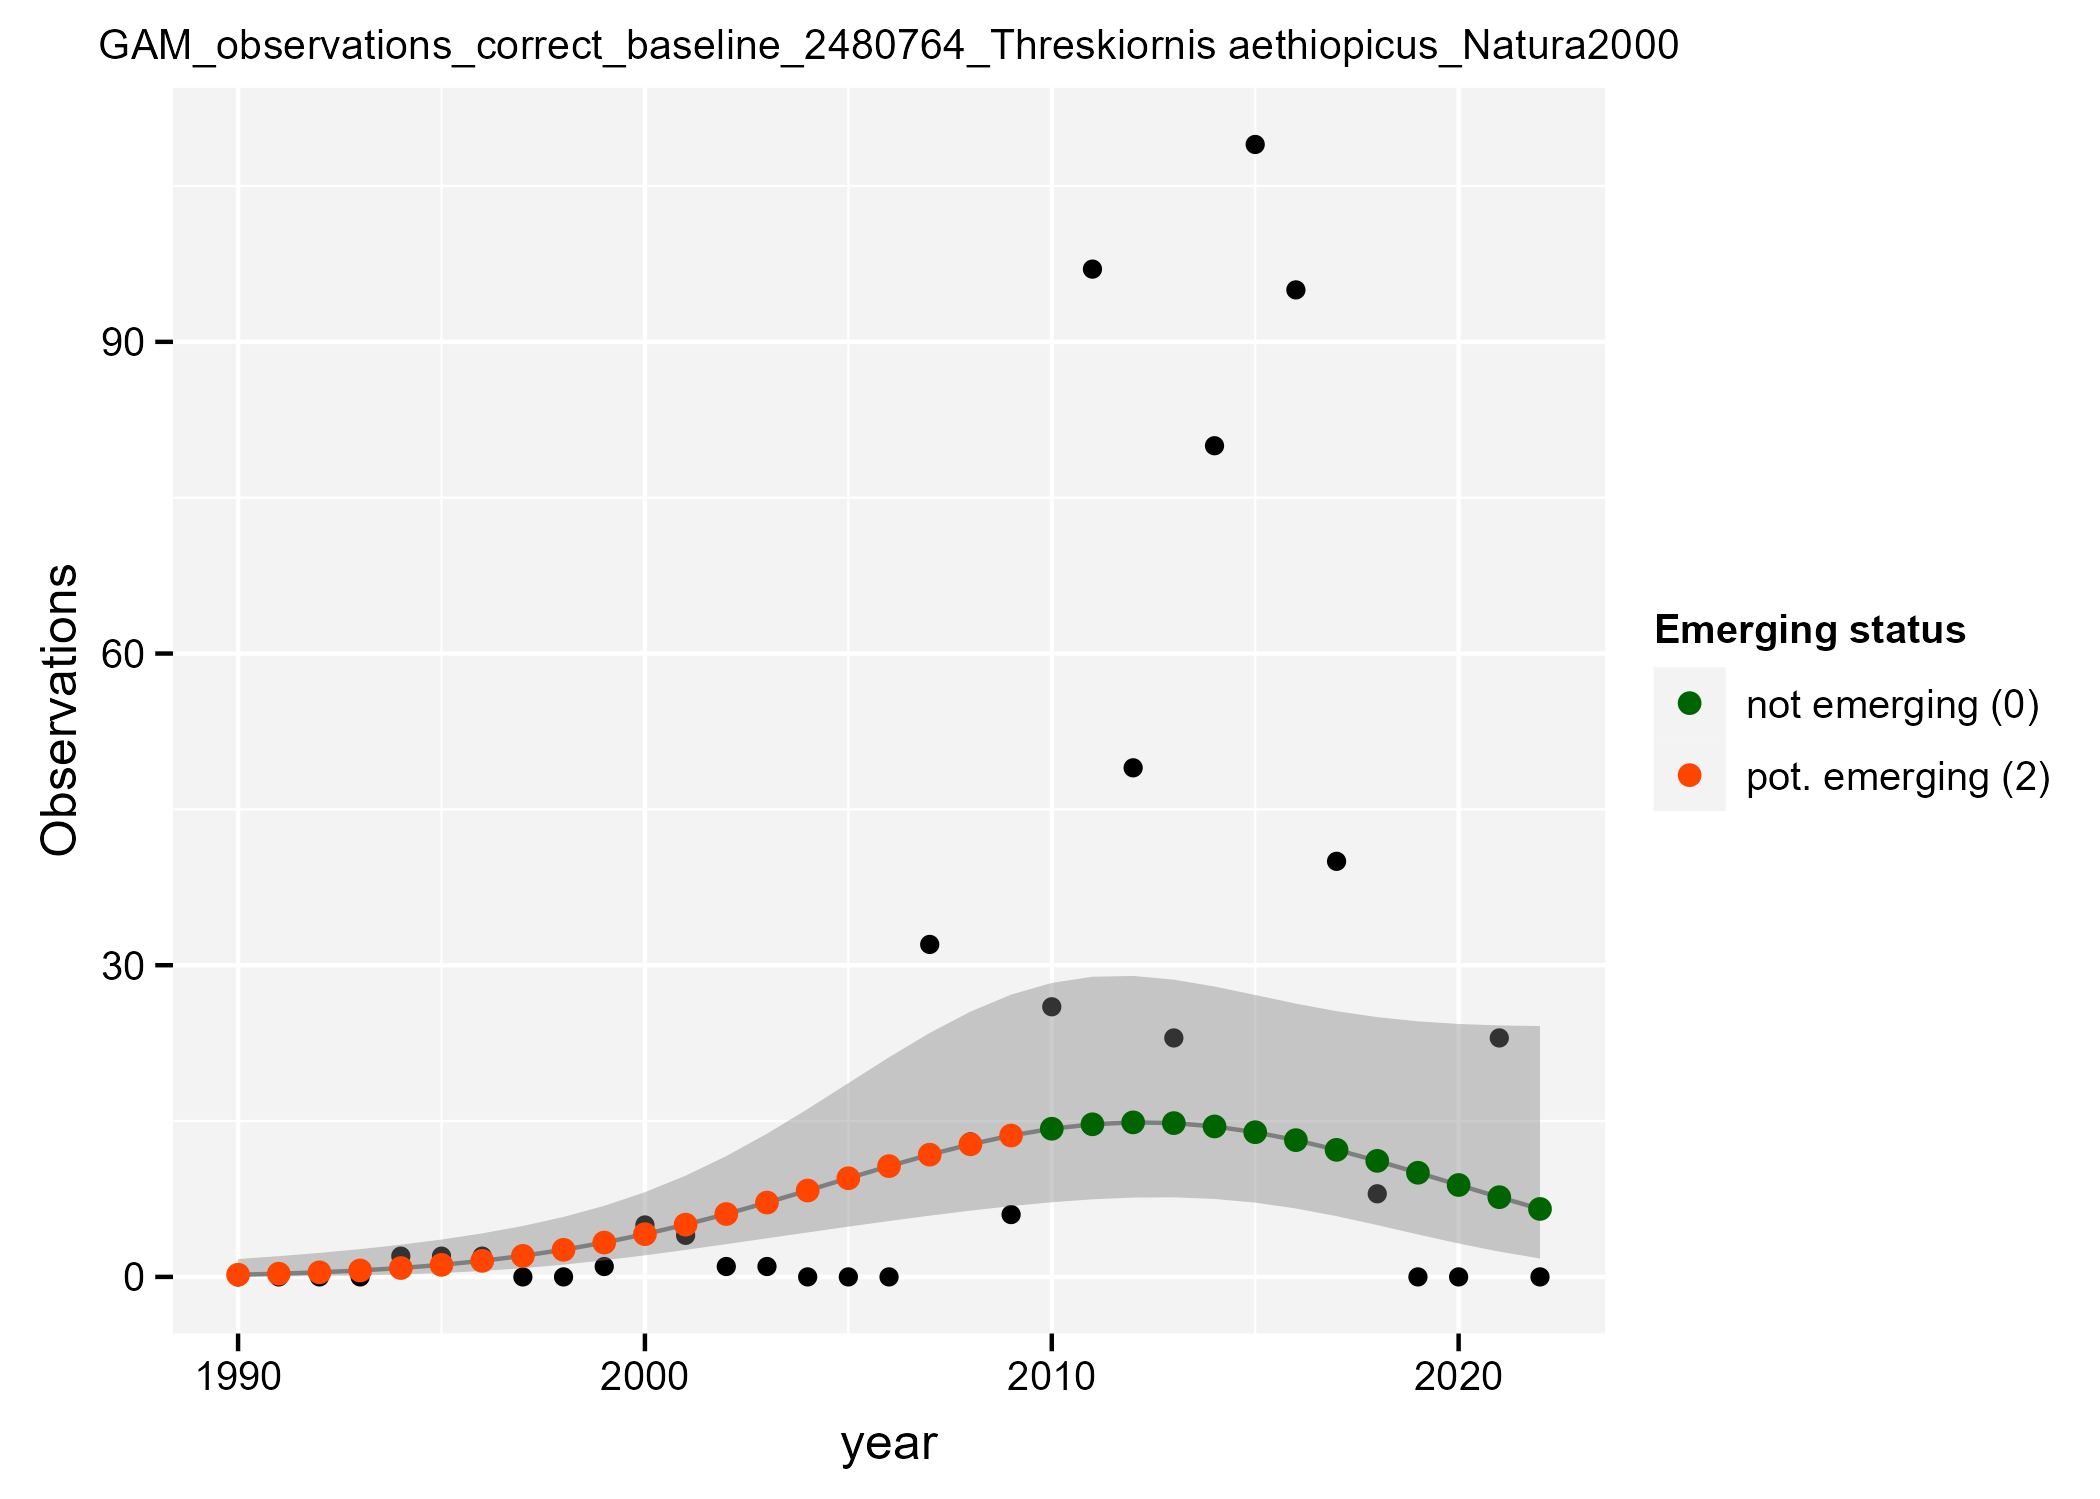 GAM_observations_correct_baseline_2480764_Threskiornis aethiopicus_Natura2000
90
60
30
0
Observations
1990
2000
2010
2020
year
Emerging status
not emerging (0)
pot. emerging (2)